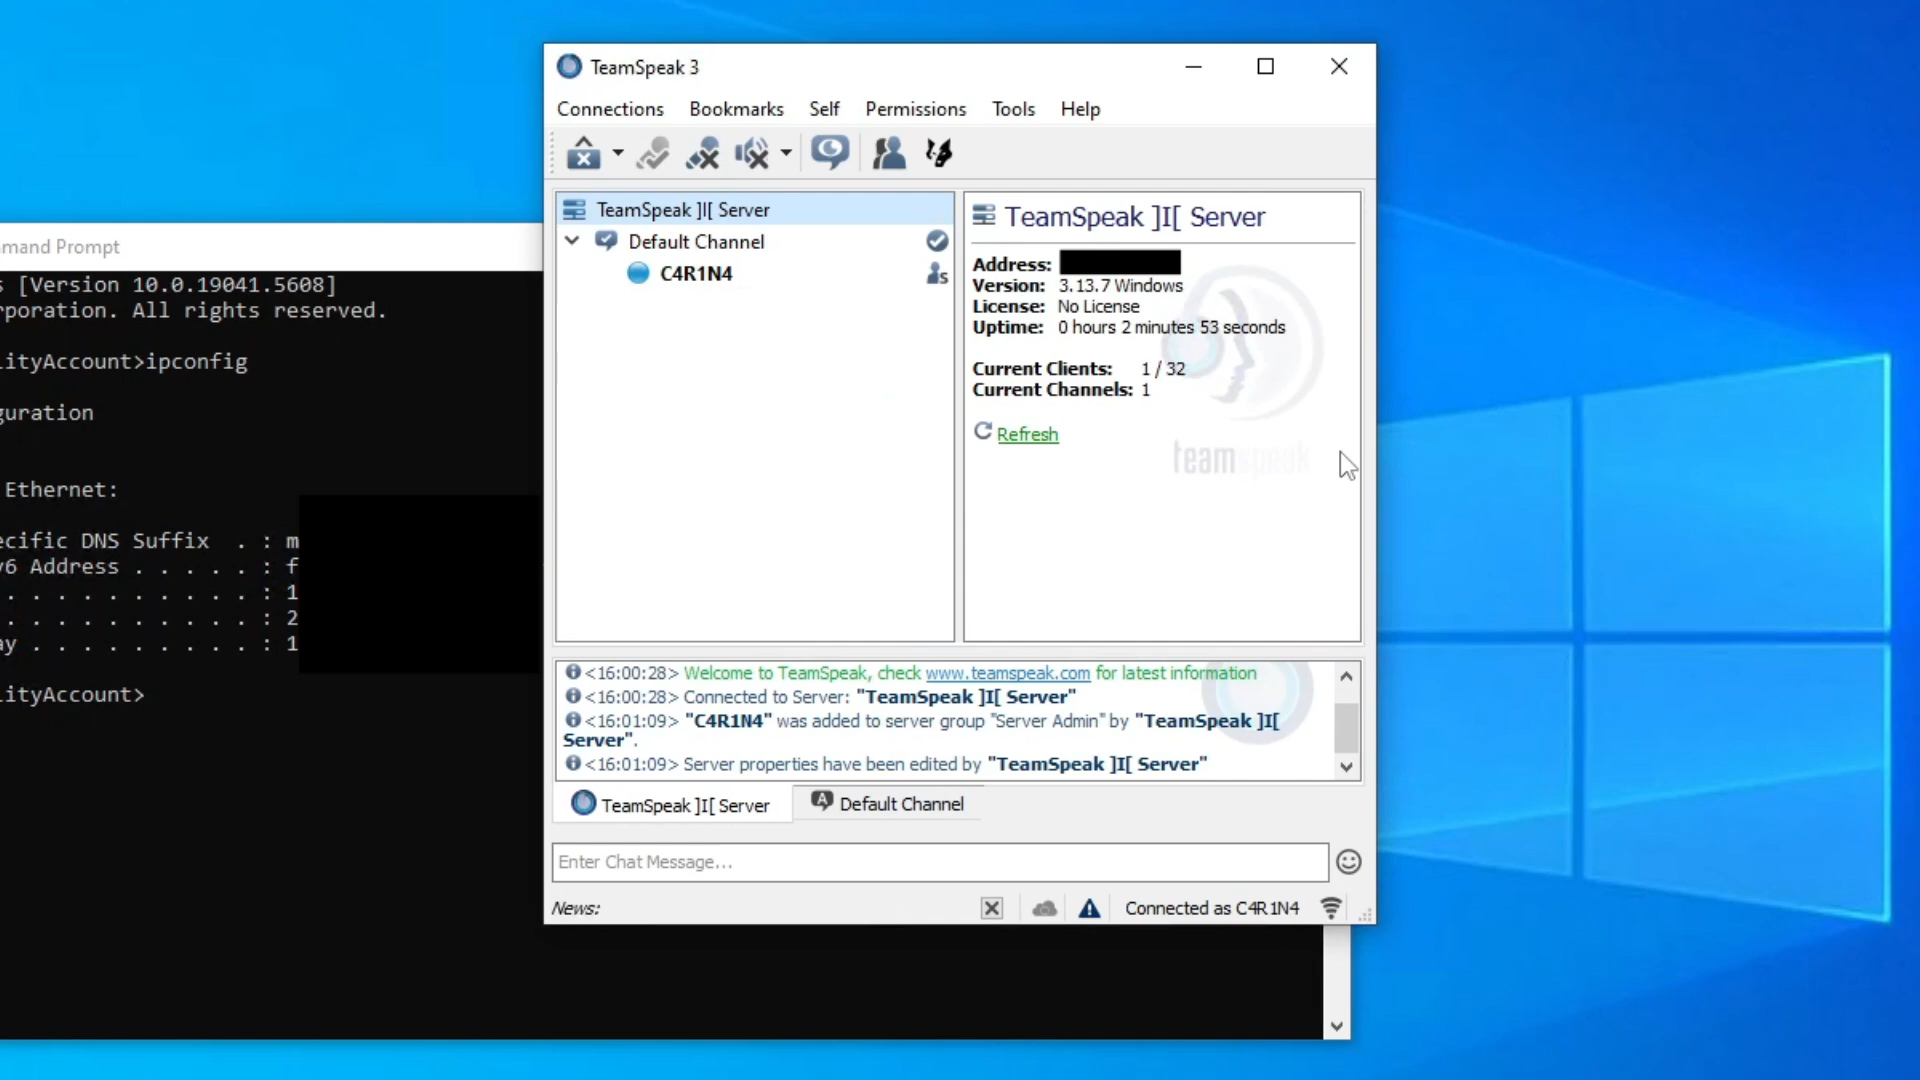 TeamSpeak 3
Connections Bookmarks Self Permissions Tools Help
TeamSpeak ]I[ Server
Default Channel
C4R1N4
TeamSpeak ]I[ Server
Address:
Version: 3.13.7 Windows
License: No License
Uptime: 0 hours 2 minutes 53 seconds
Current Clients: 1 / 32
Current Channels: 1
Refresh
teamspeak
<16:00:28> Welcome to TeamSpeak, check www.teamspeak.com for latest information
<16:00:28> Connected to Server: "TeamSpeak ]I[ Server"
<16:01:09> "C4R1N4" was added to server group "Server Admin" by "TeamSpeak ]I[
Server".
<16:01:09> Server properties have been edited by "TeamSpeak ]I[ Server"
TeamSpeak ]I[ Server
Default Channel
Enter Chat Message...
News:
Connected as C4R1N4
mmand Prompt
s [Version 10.0.19041.5608]
rporation. All rights reserved.
ityAccount>ipconfig
guration
Ethernet:
ecific DNS Suffix . : m
v6 Address . . . . . : f
. . . . . . . . . . . : 1
. . . . . . . . . . . : 2
ay . . . . . . . . . : 1
ityAccount>